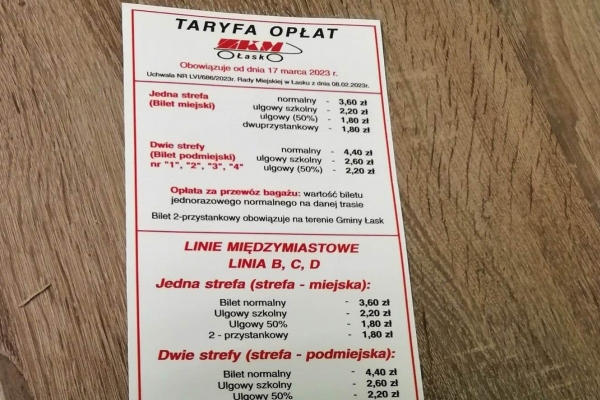 TARYFA OPŁAT
ZKM
Łask
Obowiązuje od dnia 17 marca 2023 r.
Uchwała NR LVI/686/2023r. Rady Miejskiej w Łasku z dnia 08.02.2023r.
Jedna strefa normalny - 3,60 zł
(Bilet miejski) ulgowy szkolny - 2,20 zł
ulgowy (50%) - 1,80 zł
dwuprzystankowy - 1,80 zł
Dwie strefy normalny - 4,40 zł
(Bilet podmiejski) ulgowy szkolny - 2,60 zł
nr "1", "2", "3", "4" ulgowy (50%) - 2,20 zł
Opłata za przewóz bagażu: wartość biletu
jednorazowego normalnego na danej trasie
Bilet 2-przystankowy obowiązuje na terenie Gminy Łask
LINIE MIĘDZYMIASTOWE
LINIA B, C, D
Jedna strefa (strefa - miejska):
Bilet normalny - 3,60 zł
Ulgowy szkolny - 2,20 zł
Ulgowy 50% - 1,80 zł
2 - przystankowy - 1,80 zł
Dwie strefy (strefa - podmiejska):
Bilet normalny - 4,40 zł
Ulgowy szkolny - 2,60 zł
Ulgowy 50% - 2,20 zł